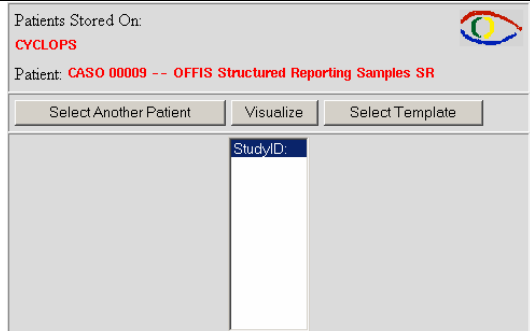 Patients Stored On:
CYCLOPS
Patient: CASO 00009 -- OFFIS Structured Reporting Samples SR
Select Another Patient Visualize Select Template
StudyID: